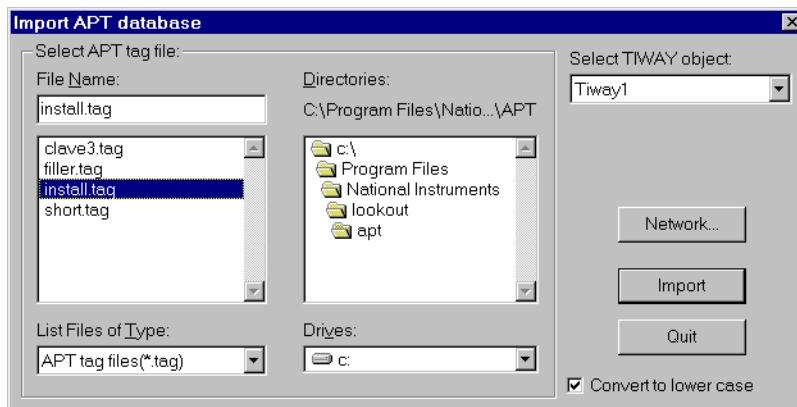 Import APT database
Select APT tag file:
File Name:
install.tag
clave3.tag
filler.tag
install.tag
short.tag
List Files of Type:
APT tag files(*.tag)
Directories:
C:\Program Files\Natio...\APT
c:\
Program Files
National Instruments
lookout
apt
Drives:
c:
Select TIWAY object:
Tiway1
Network...
Import
Quit
Convert to lower case